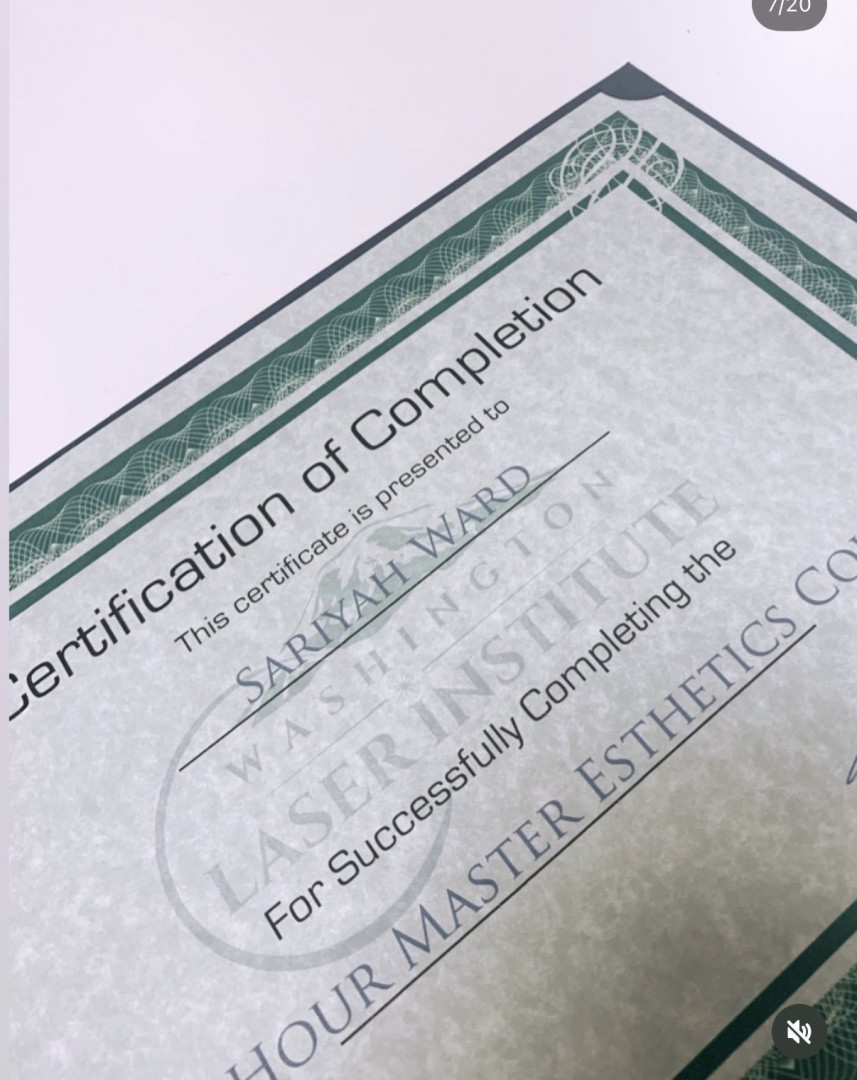 7/20
Certification of Completion
This certificate is presented to
SARIYAH WARD
WASHINGTON
LASER INSTITUTE
For Successfully Completing the
HOUR MASTER ESTHETICS